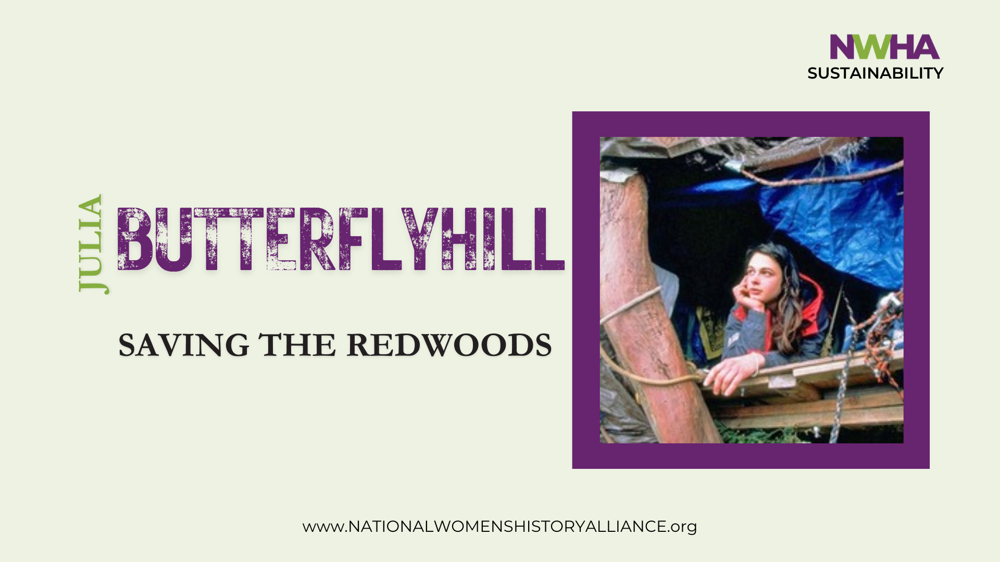 NWHA
SUSTAINABILITY
JULIA
BUTTERFLYHILL
SAVING THE REDWOODS
www.NATIONALWOMENSHISTORYALLIANCE.org